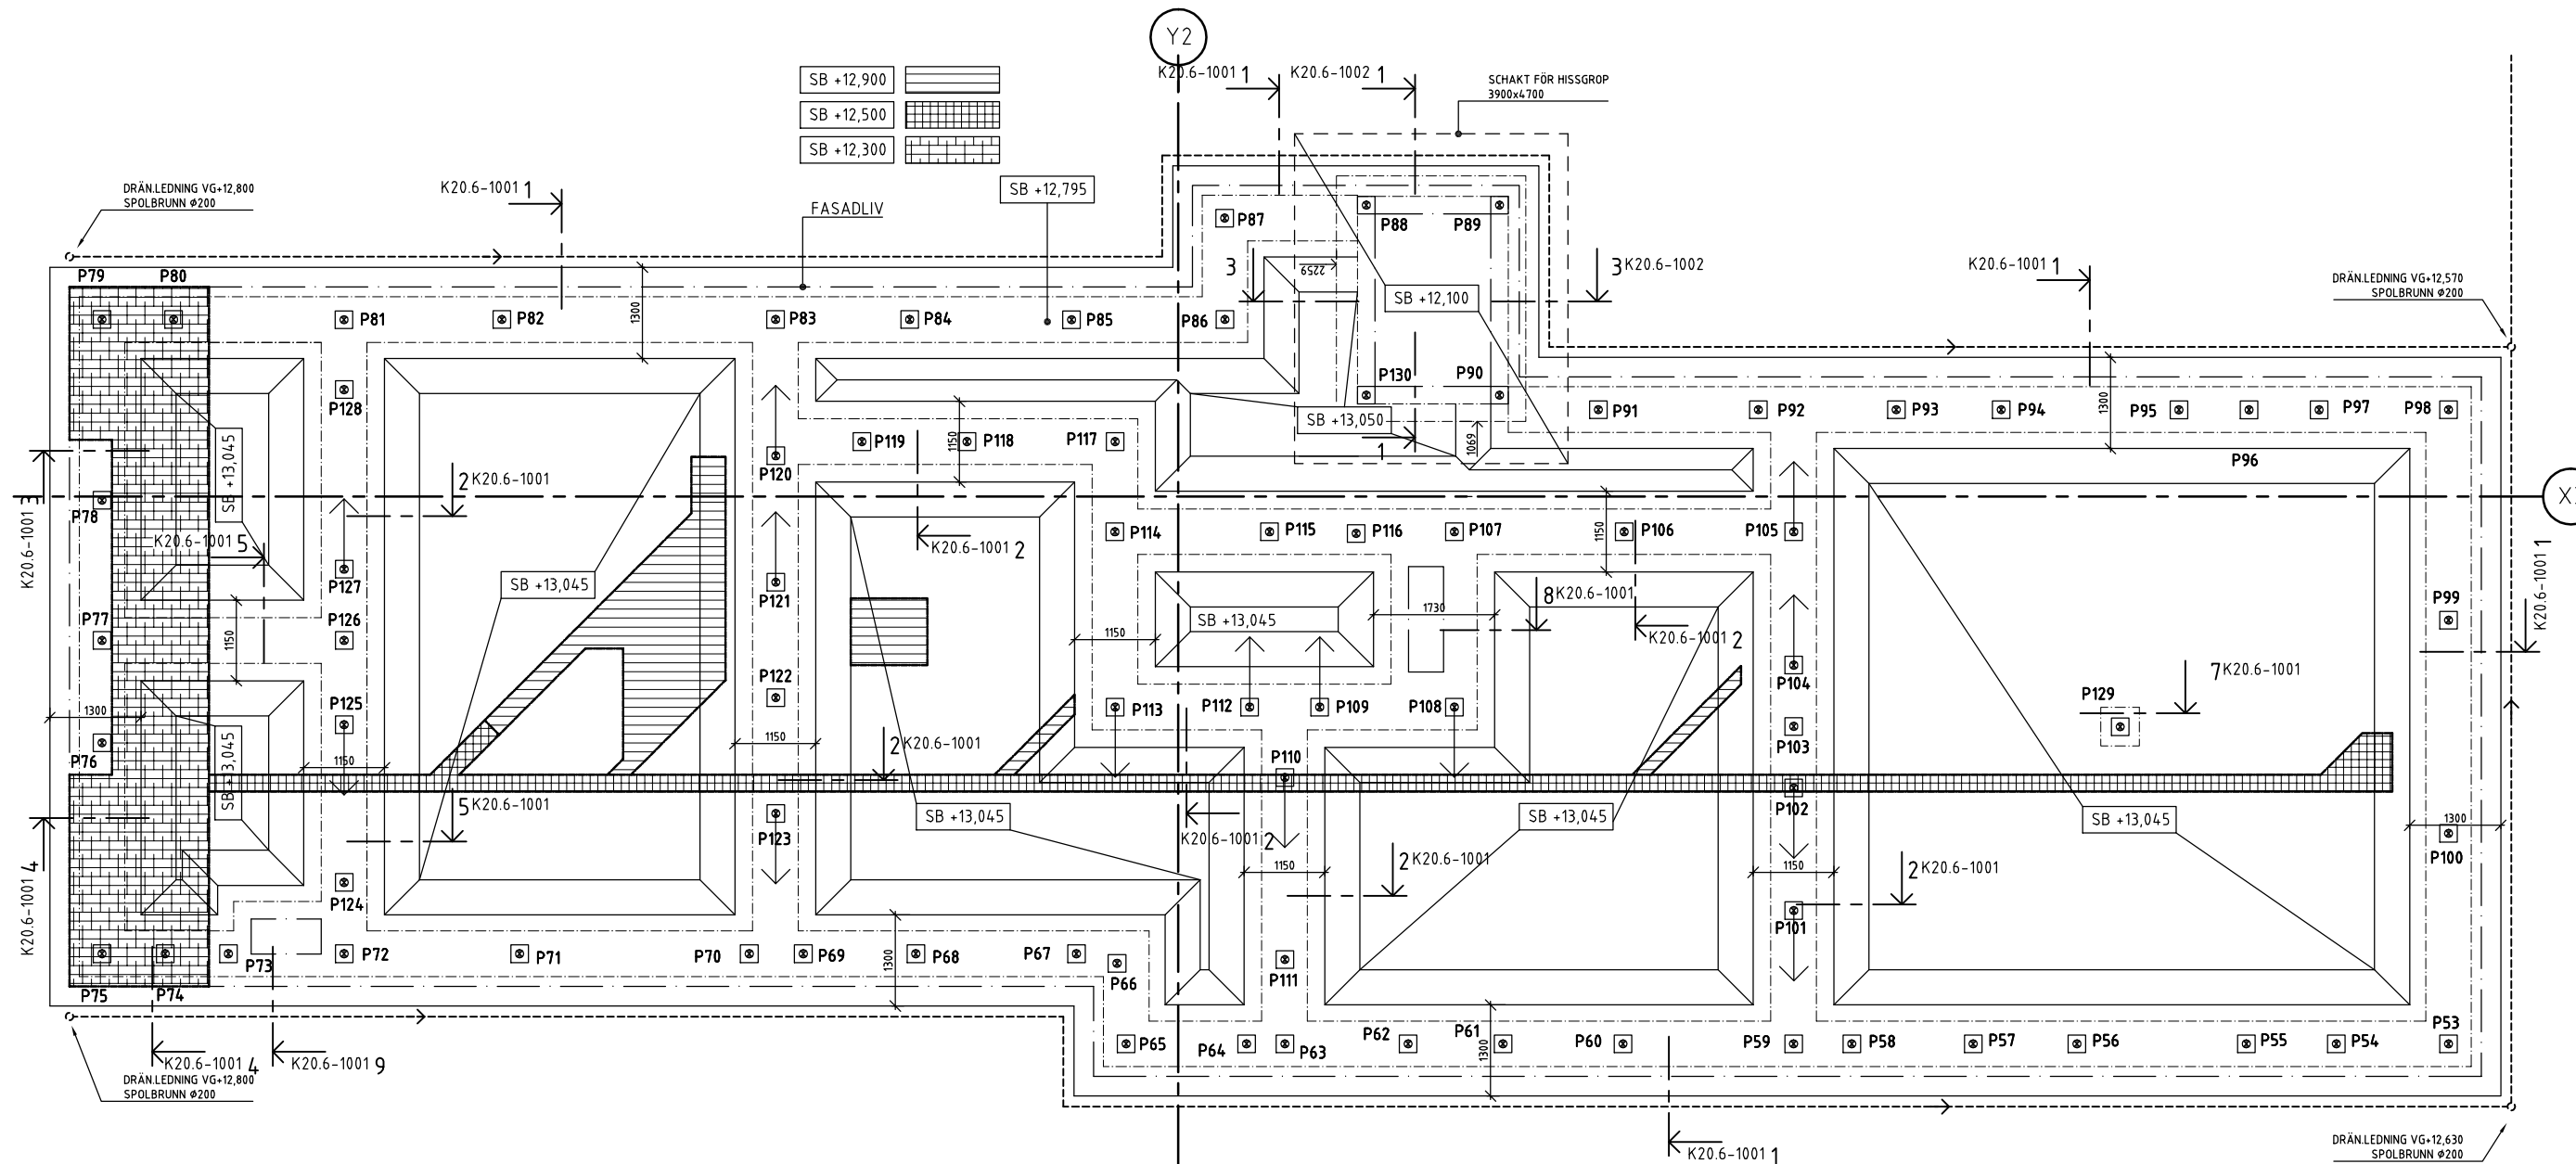 Y2
SB +12,900
SB +12,500
SB +12,300
K20.6-1001 1
K20.6-1002 1
SCHAKT FÖR HISSGROP
3900x4700
DRÄN.LEDNING VG+12,800
SPOLBRUNN ø200
K20.6-1001 1
FASADLIV
SB +12,795
P87
P88
P89
3
3 K20.6-1002
K20.6-1001 1
DRÄN.LEDNING VG+12,570
SPOLBRUNN ø200
2259
SB +12,100
P79
P80
P81
P82
1300
P83
P84
P85
P86
P128
P130
P90
1300
P91
P92
P93
P94
P95
P97
P98
SB +13,050
1069
1
P96
SB +13,045
P120
P119
P118
1150
P117
K20.6-1001 3
P78
2 K20.6-1001
K20.6-1001 5
K20.6-1001 2
P114
P115
P116
P107
1150
P106
P105
X
P127
SB +13,045
P121
8 K20.6-1001
K20.6-1001 1
P77
P126
1150
1150
SB +13,045
1730
K20.6-1001 2
P99
P104
7 K20.6-1001
P122
P129
P125
1300
P113
P112
P109
P108
P103
P76
1150
1150
2 K20.6-1001
P110
SB +13,045
P102
5 K20.6-1001
P123
SB +13,045
K20.6-1001 2
SB +13,045
SB +13,045
1300
P100
K20.6-1001 4
P124
1150
2 K20.6-1001
1150
2 K20.6-1001
P101
P73
P72
P71
P70
P69
P68
1300
P67
P66
P111
P75
P74
P65
P64
P63
P62
P61
1300
P60
P59
P58
P57
P56
P55
P54
P53
K20.6-1001 4
K20.6-1001 9
DRÄN.LEDNING VG+12,800
SPOLBRUNN ø200
K20.6-1001 1
DRÄN.LEDNING VG+12,630
SPOLBRUNN ø200